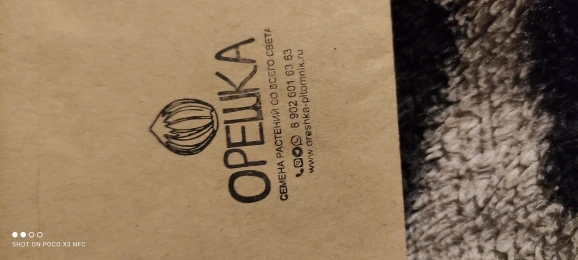 ОРЕШКА
СЕМЕНА РАСТЕНИЙ СО ВСЕГО СВЕТА
8 902 601 63 63
www.oreshka-pitomnik.ru
SHOT ON POCO X3 NFC